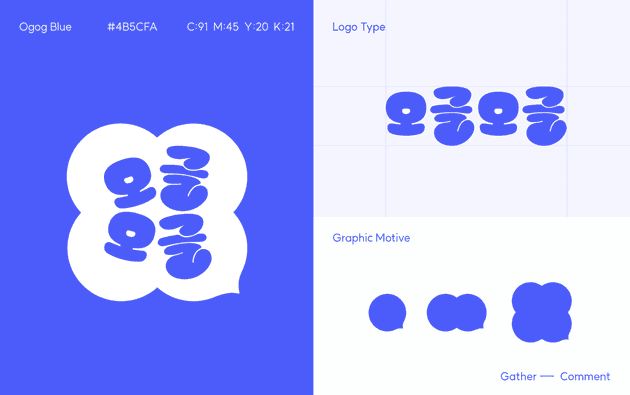 Ogog Blue
#4B5CFA
C:91 M:45 Y:20 K:21
오글
오글
Logo Type
오글오글
Graphic Motive
Gather — Comment